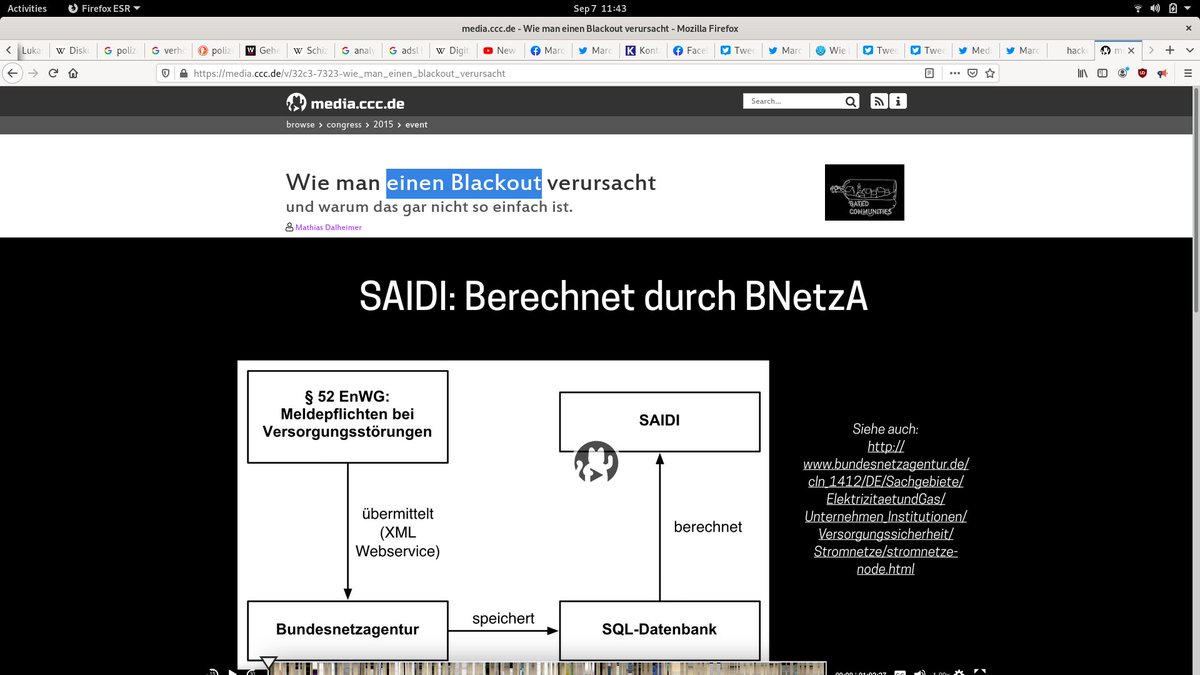 Activities Firefox ESR Sep 7 11:43
media.ccc.de - Wie man einen Blackout verursacht - Mozilla Firefox
Luka W Disk G poliz G verh poliz W Gehe W Schiz G analy G adsl W Digit New Marc Marc K Kont Face Twee Marc Wie Twee Twee Medi Marc hack m
https://media.ccc.de/v/32c3-7323-wie_man_einen_blackout_verursacht
media.ccc.de
Search...
browse › congress › 2015 › event
Wie man einen Blackout verursacht
und warum das gar nicht so einfach ist.
Mathias Dalheimer
GATED
COMMUNITIES
SAIDI: Berechnet durch BNetzA
§ 52 EnWG:
Meldepflichten bei
Versorgungsstörungen
SAIDI
übermittelt
(XML
Webservice)
berechnet
Bundesnetzagentur
speichert
SQL-Datenbank
Siehe auch:
http://
www.bundesnetzagentur.de/
cln_1412/DE/Sachgebiete/
ElektrizitaetundGas/
Unternehmen_Institutionen/
Versorgungssicherheit/
Stromnetze/stromnetze-
node.html